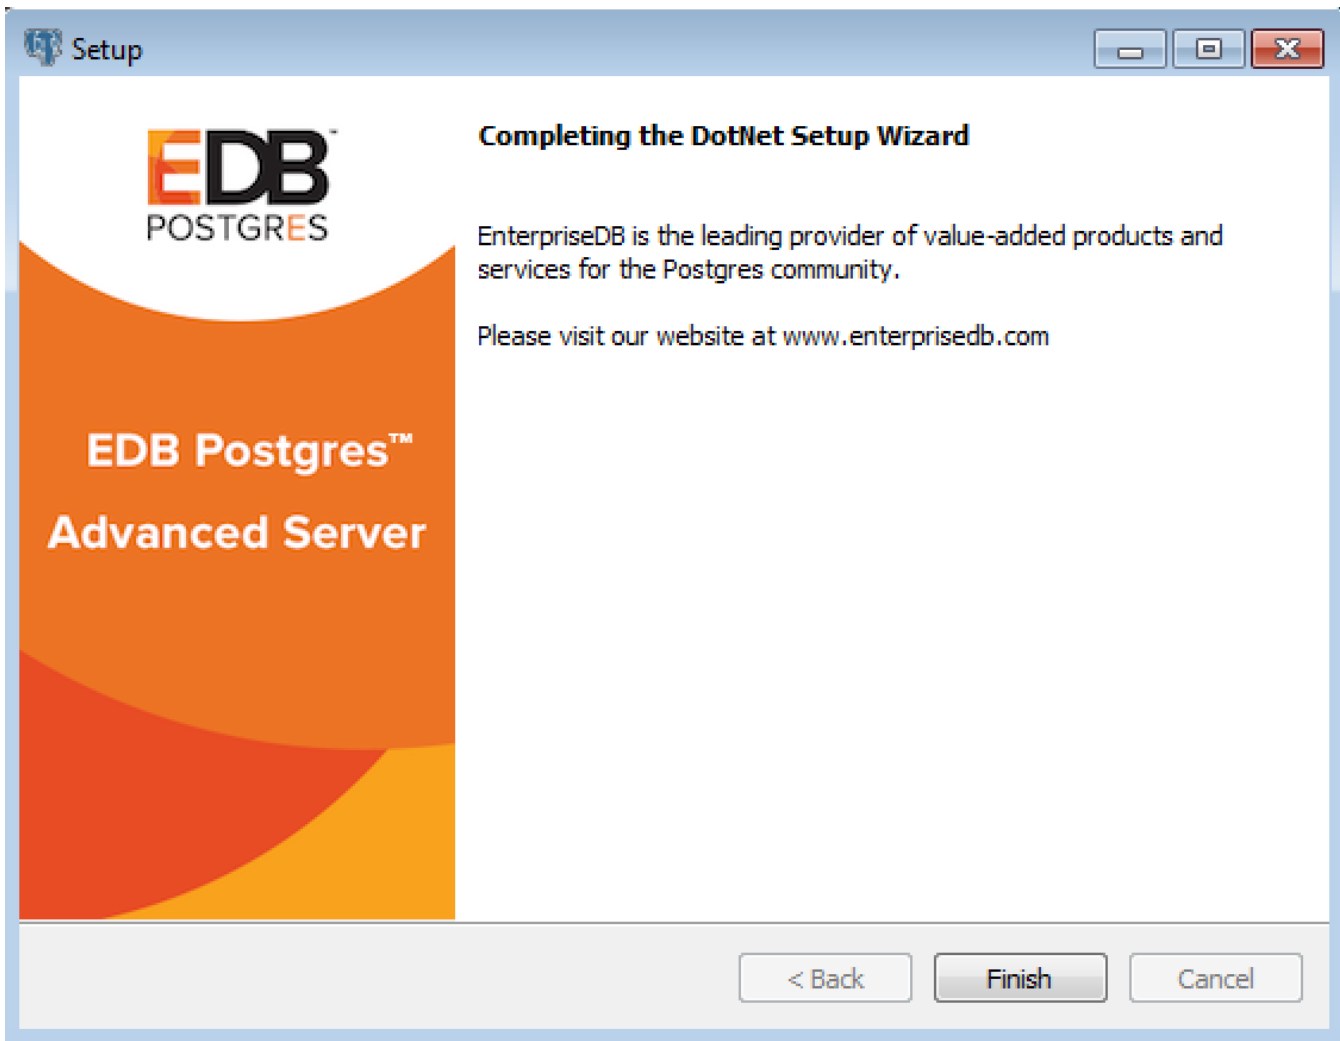 Setup
EDB™
POSTGRES
EDB Postgres™
Advanced Server
Completing the DotNet Setup Wizard
EnterpriseDB is the leading provider of value-added products and
services for the Postgres community.
Please visit our website at www.enterprisedb.com
< Back
Finish
Cancel